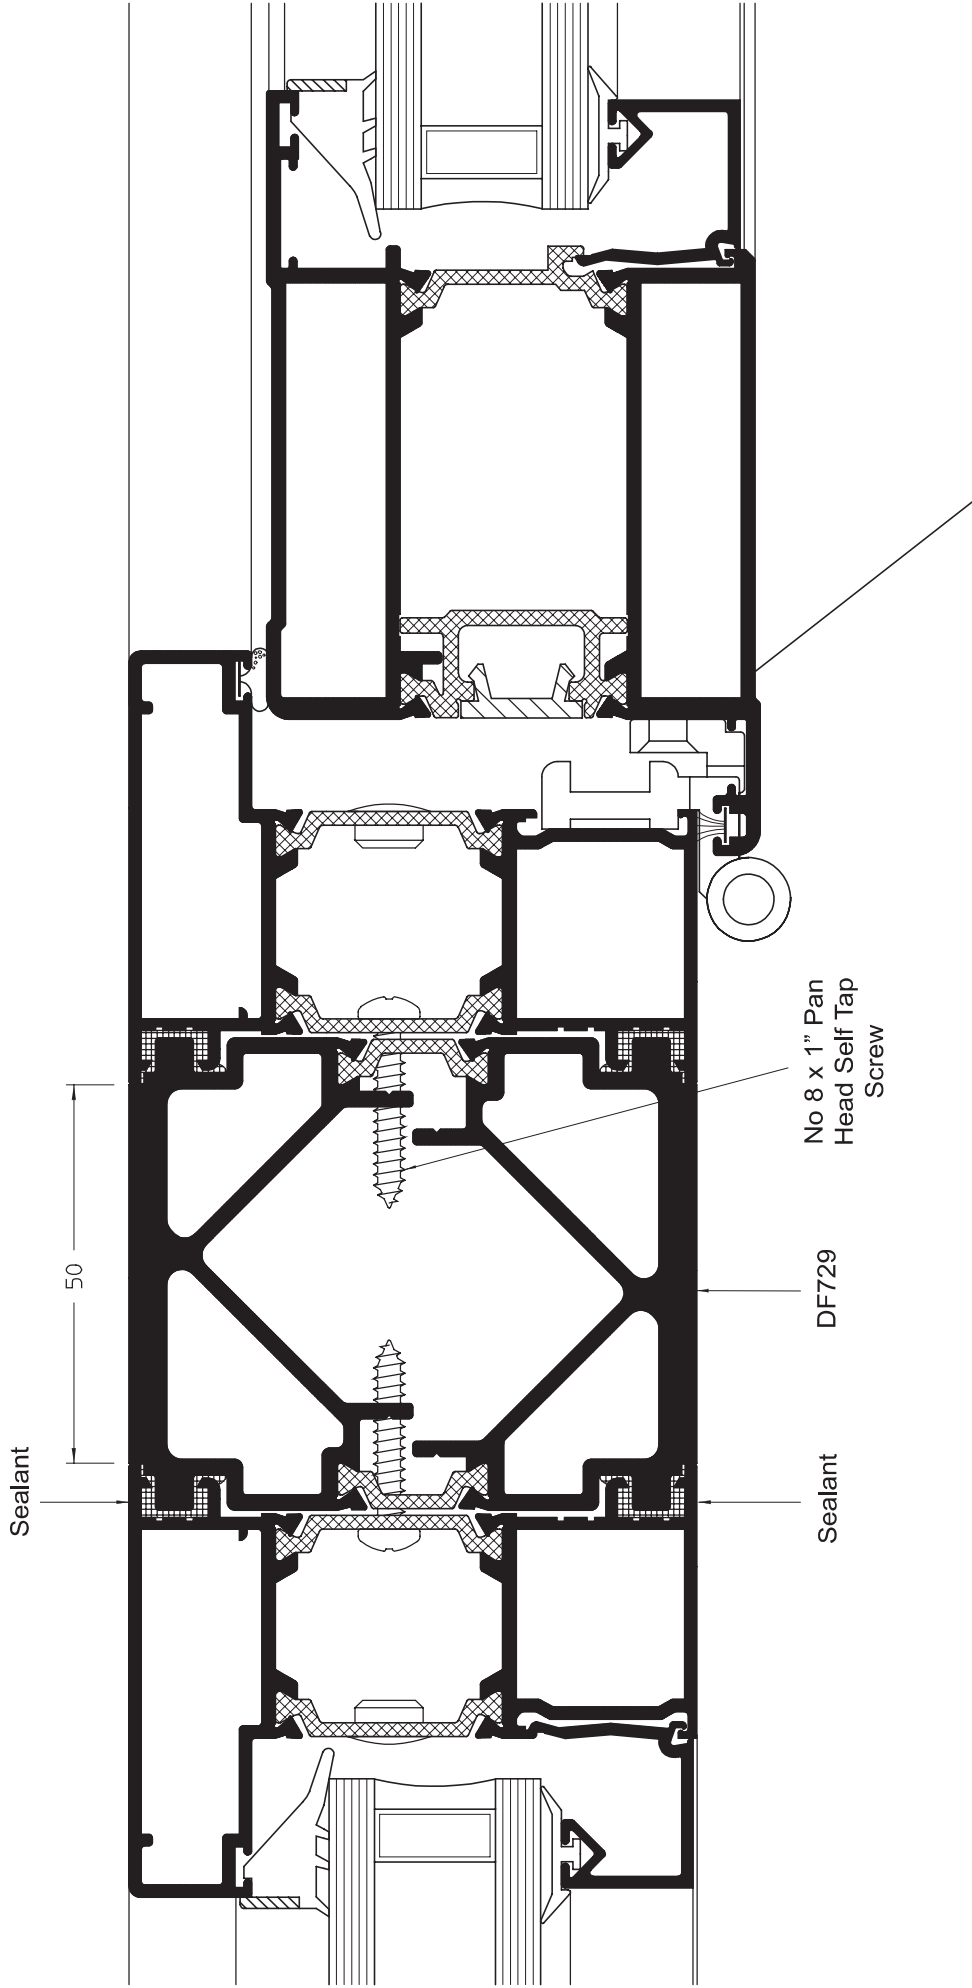 Sealant
50
No 8 x 1” Pan
Head Self Tap
Screw
DF729
Sealant